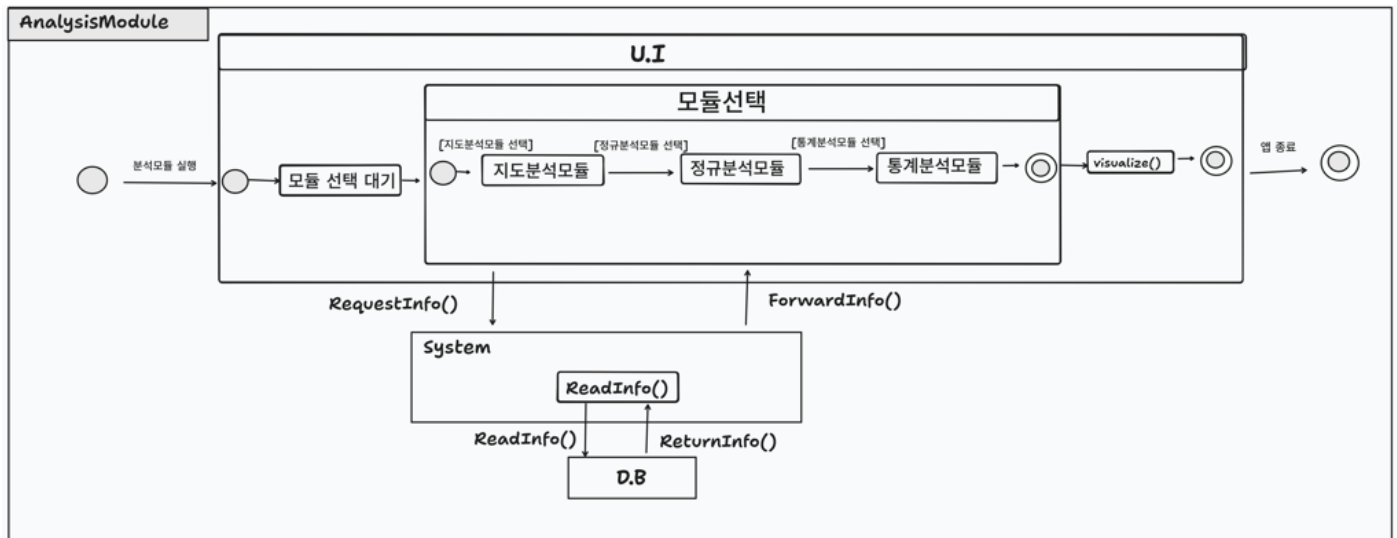 AnalysisModule
U.I
모듈선택
[지도분석모듈 선택]
[정규분석모듈 선택]
[통계분석모듈 선택]
분석모듈 실행
모듈 선택 대기
지도분석모듈
정규분석모듈
통계분석모듈
visualize()
앱 종료
RequestInfo()
ForwardInfo()
System
ReadInfo()
ReadInfo()
ReturnInfo()
D.B